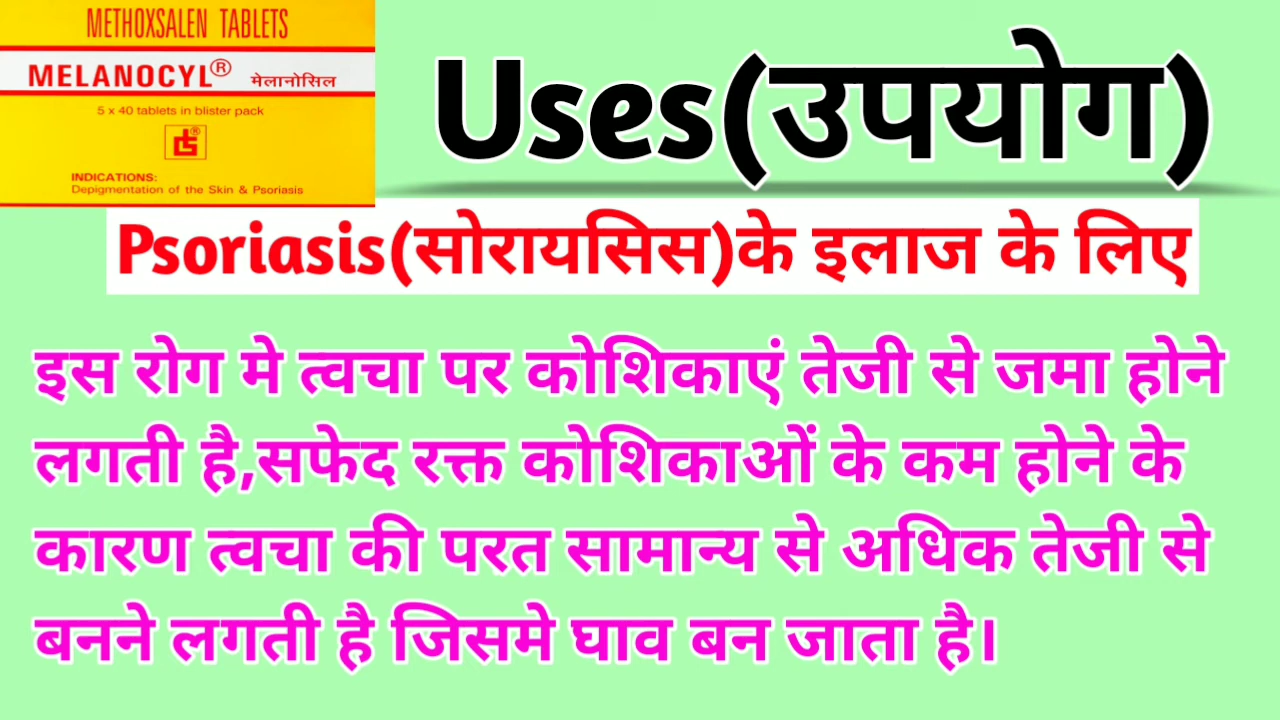 METHOXSALEN TABLETS
MELANOCYL® मेलानोसिल
5 x 40 tablets in blister pack
INDICATIONS:
Depigmentation of the Skin & Psoriasis
Uses(उपयोग)
Psoriasis(सोरायसिस)के इलाज के लिए
इस रोग मे त्वचा पर कोशिकाएं तेजी से जमा होने
लगती है,सफेद रक्त कोशिकाओं के कम होने के
कारण त्वचा की परत सामान्य से अधिक तेजी से
बनने लगती है जिसमे घाव बन जाता है।